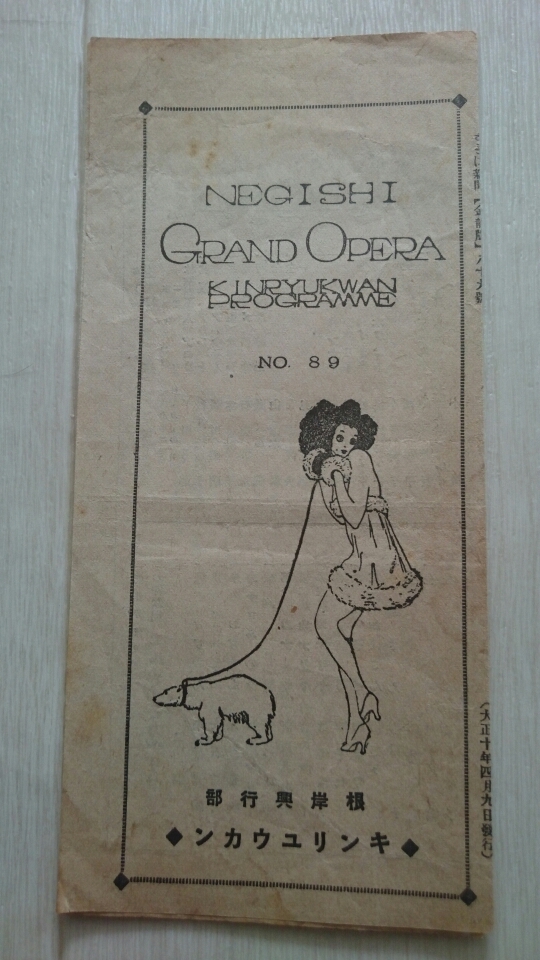 NEGISHI
GRAND OPERA
KINRYUKWAN
PROGRAMME
NO. 89
部行興岸根
◆ンカウユリンキ◆
(大正十年四月九日發行)